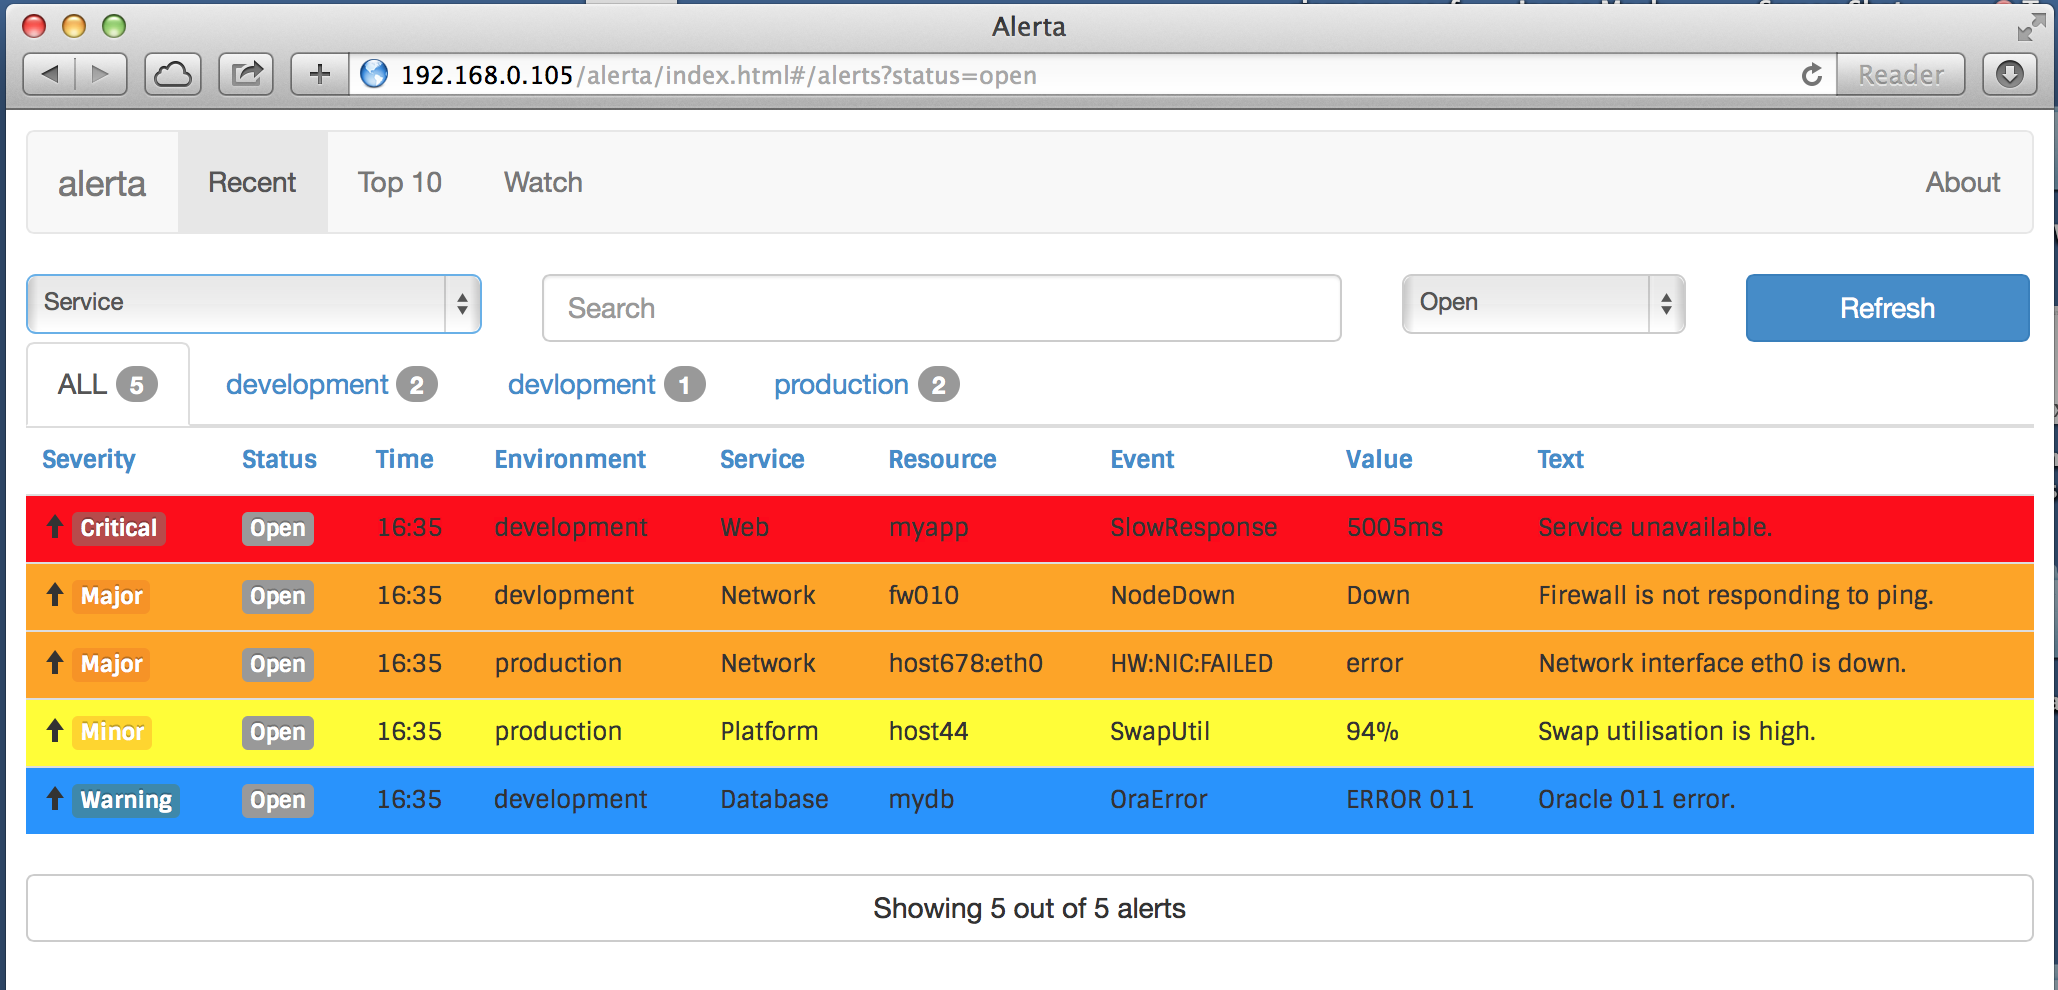 Alerta
192.168.0.105/alerta/index.html#/alerts?status=open Reader
alerta Recent Top 10 Watch About
Service Search Open Refresh
ALL 5 development 2 devlopment 1 production 2
Severity Status Time Environment Service Resource Event Value Text
Critical Open 16:35 development Web myapp SlowResponse 5005ms Service unavailable.
Major Open 16:35 devlopment Network fw010 NodeDown Down Firewall is not responding to ping.
Major Open 16:35 production Network host678:eth0 HW:NIC:FAILED error Network interface eth0 is down.
Minor Open 16:35 production Platform host44 SwapUtil 94% Swap utilisation is high.
Warning Open 16:35 development Database mydb OraError ERROR 011 Oracle 011 error.
Showing 5 out of 5 alerts